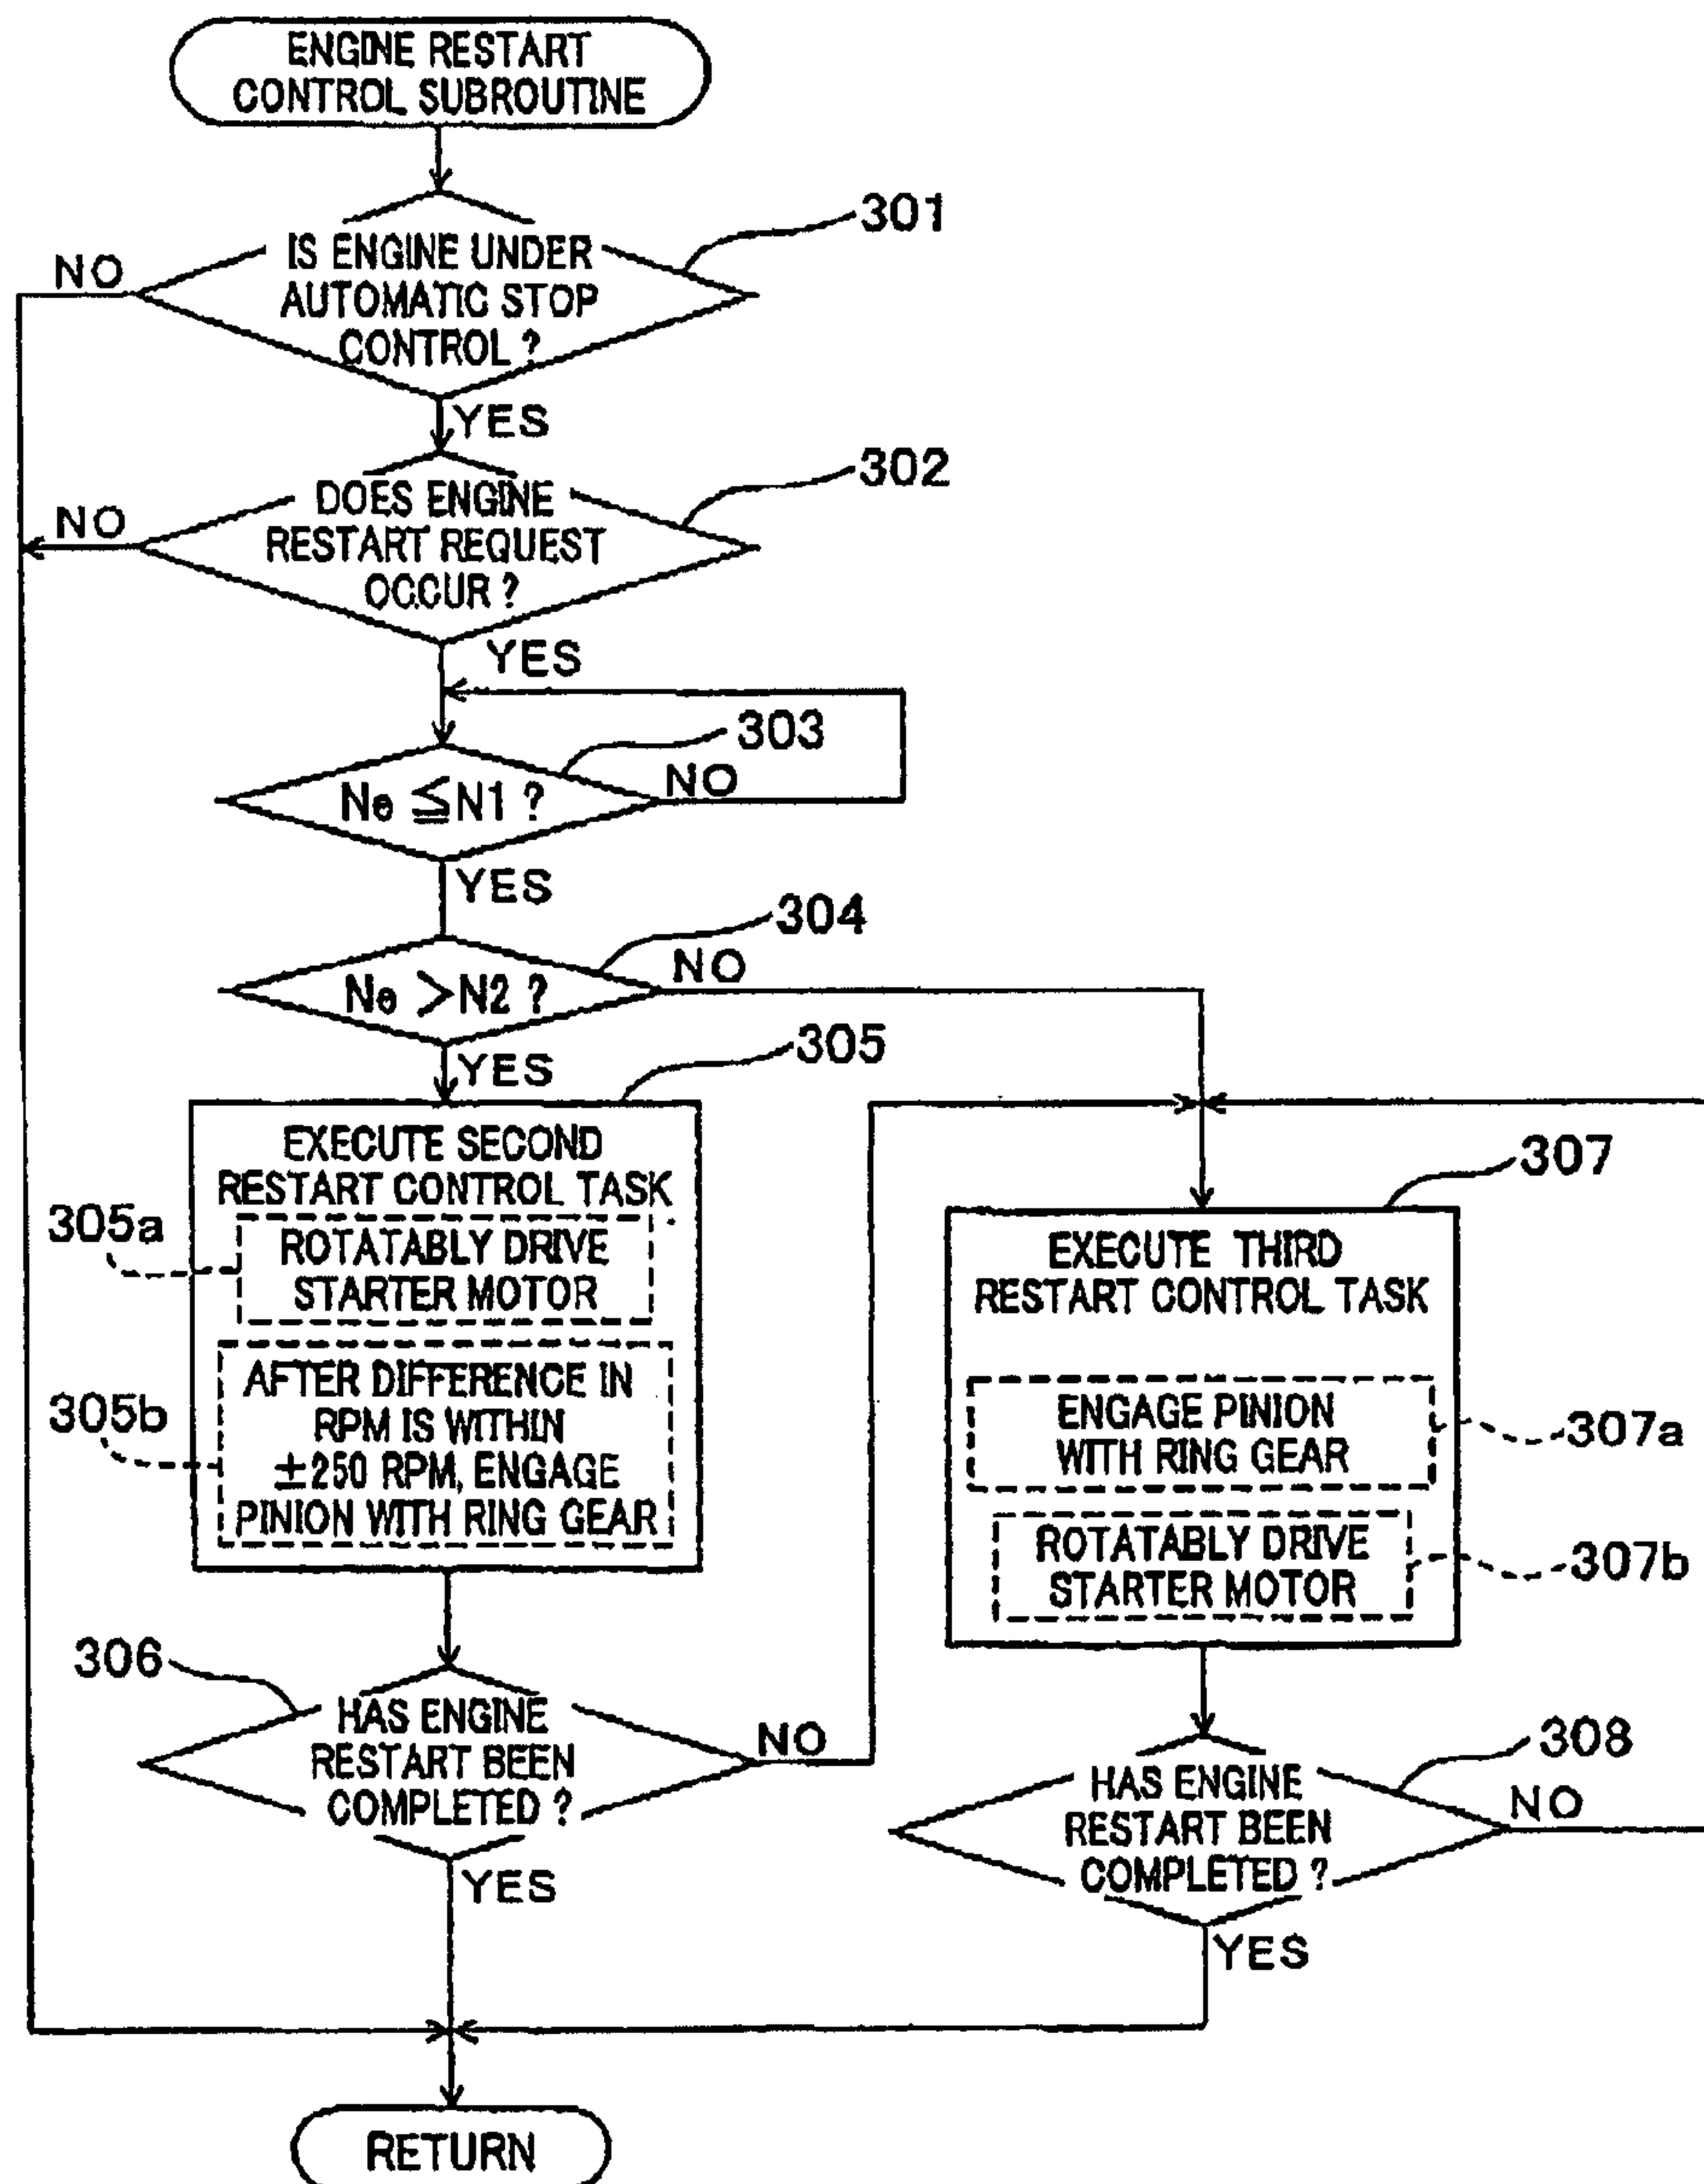 ENGINE RESTART
CONTROL SUBROUTINE
301
IS ENGINE UNDER
AUTOMATIC STOP
CONTROL ?
NO
YES
302
DOES ENGINE
RESTART REQUEST
OCCUR ?
NO
YES
303
Ne ≦N1 ?
NO
YES
304
Ne >N2 ?
NO
YES
305
EXECUTE SECOND
RESTART CONTROL TASK
305a
ROTATABLY DRIVE
STARTER MOTOR
305b
AFTER DIFFERENCE IN
RPM IS WITHIN
±250 RPM, ENGAGE
PINION WITH RING GEAR
306
HAS ENGINE
RESTART BEEN
COMPLETED ?
NO
YES
307
EXECUTE THIRD
RESTART CONTROL TASK
ENGAGE PINION
WITH RING GEAR
307a
ROTATABLY DRIVE
STARTER MOTOR
307b
308
HAS ENGINE
RESTART BEEN
COMPLETED ?
NO
YES
RETURN